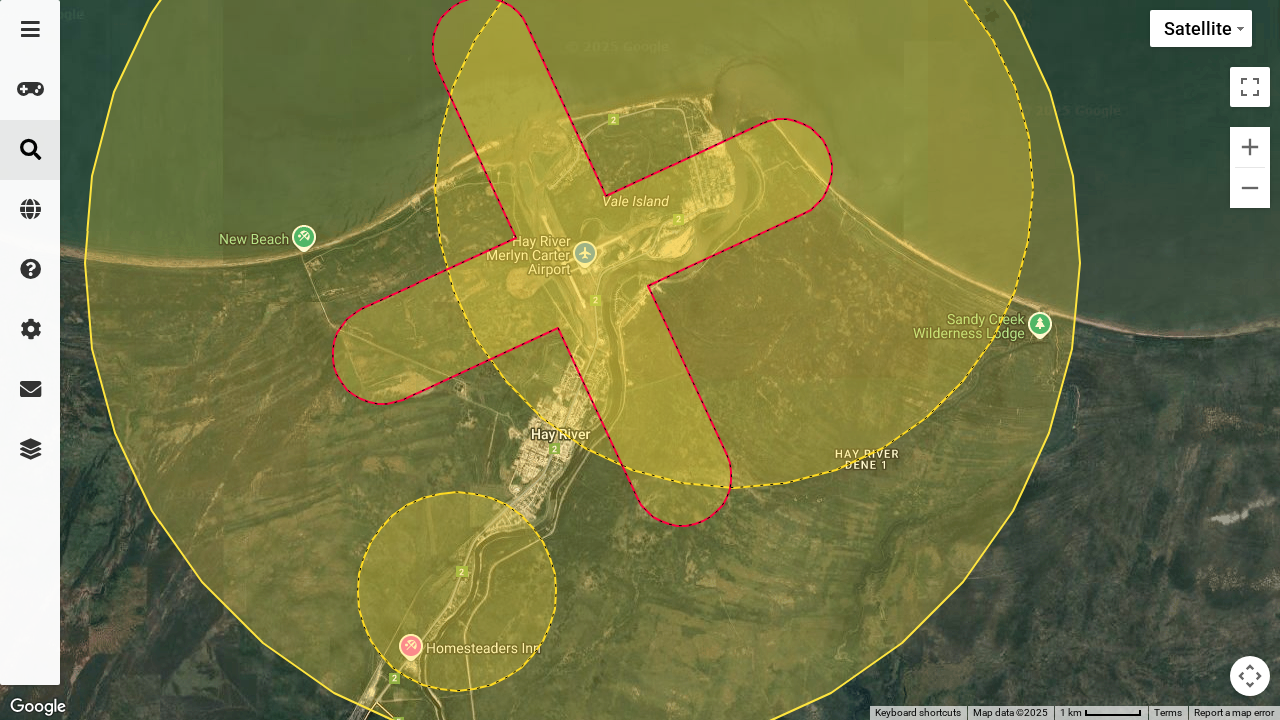 © 2025 Google
Satellite
2025 Google
2
Vale Island
2
New Beach
Hay River
Merlyn Carter
Airport
2
Sandy Creek
Wilderness Lodge
Hay River
2
HAY RIVER
DENE 1
2
Homesteaders Inn
2
Google
Keyboard shortcuts
Map data ©2025
1 km
Terms
Report a map error